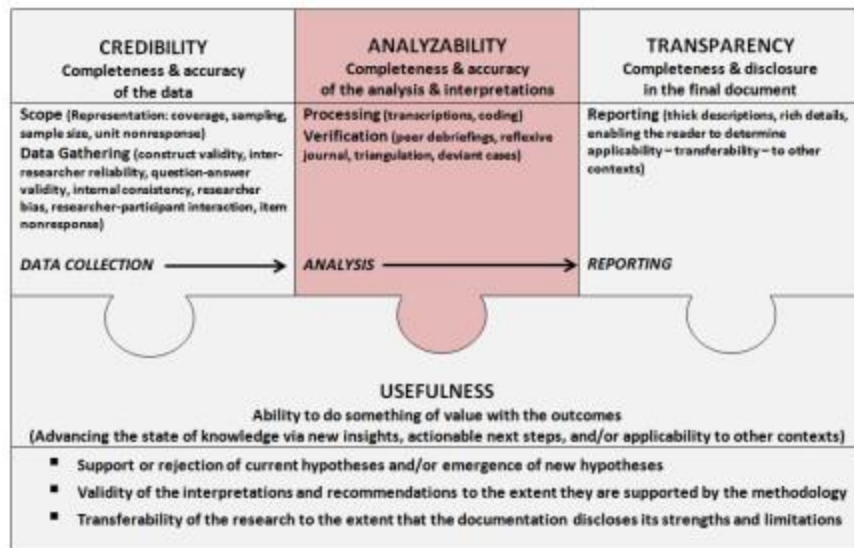 CREDIBILITY
Completeness & accuracy
of the data
Scope (Representation: coverage, sampling,
sample size, unit nonresponse)
Data Gathering (construct validity, inter-
researcher reliability, question-answer
validity, internal consistency, researcher
bias, researcher-participant interaction, item
nonresponse)
DATA COLLECTION
ANALYZABILITY
Completeness & accuracy
of the analysis & interpretations
Processing (transcriptions, coding)
Verification (peer debriefings, reflexive
journal, triangulation, deviant cases)
ANALYSIS
TRANSPARENCY
Completeness & disclosure
in the final document
Reporting (thick descriptions, rich details,
enabling the reader to determine
applicability – transferability – to other
contexts)
REPORTING
USEFULNESS
Ability to do something of value with the outcomes
(Advancing the state of knowledge via new insights, actionable next steps, and/or applicability to other contexts)
▪ Support or rejection of current hypotheses and/or emergence of new hypotheses
▪ Validity of the interpretations and recommendations to the extent they are supported by the methodology
▪ Transferability of the research to the extent that the documentation discloses its strengths and limitations